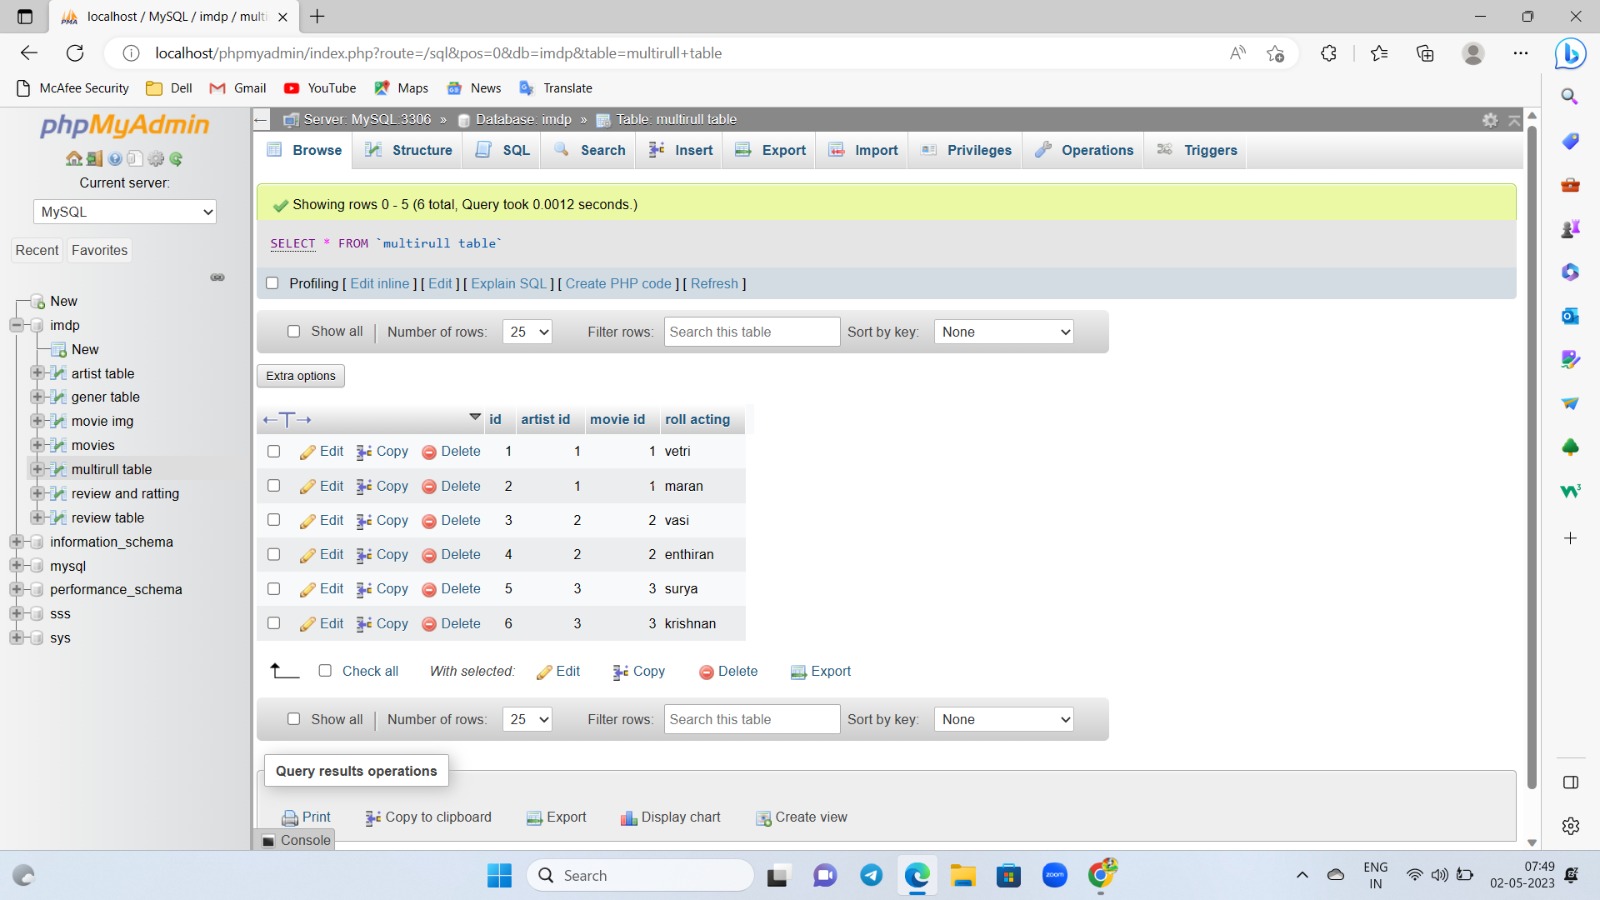 localhost / MySQL / imdp / multi
localhost/phpmyadmin/index.php?route=/sql&pos=0&db=imdp&table=multirull+table
McAfee Security Dell Gmail YouTube Maps News Translate
phpMyAdmin
Current server:
MySQL
Recent Favorites
New
imdp
New
artist table
gener table
movie img
movies
multirull table
review and ratting
review table
information_schema
mysql
performance_schema
sss
sys
Server: MySQL:3306 » Database: imdp » Table: multirull table
Browse Structure SQL Search Insert Export Import Privileges Operations Triggers
Showing rows 0 - 5 (6 total, Query took 0.0012 seconds.)
SELECT * FROM `multirull table`
Profiling [ Edit inline ] [ Edit ] [ Explain SQL ] [ Create PHP code ] [ Refresh ]
Show all Number of rows: 25 Filter rows: Search this table Sort by key: None
Extra options
id artist id movie id roll acting
Edit Copy Delete 1 1 1 vetri
Edit Copy Delete 2 1 1 maran
Edit Copy Delete 3 2 2 vasi
Edit Copy Delete 4 2 2 enthiran
Edit Copy Delete 5 3 3 surya
Edit Copy Delete 6 3 3 krishnan
Check all With selected: Edit Copy Delete Export
Show all Number of rows: 25 Filter rows: Search this table Sort by key: None
Query results operations
Print Copy to clipboard Export Display chart Create view
Console
Search
zoom
ENG
IN
07:49
02-05-2023